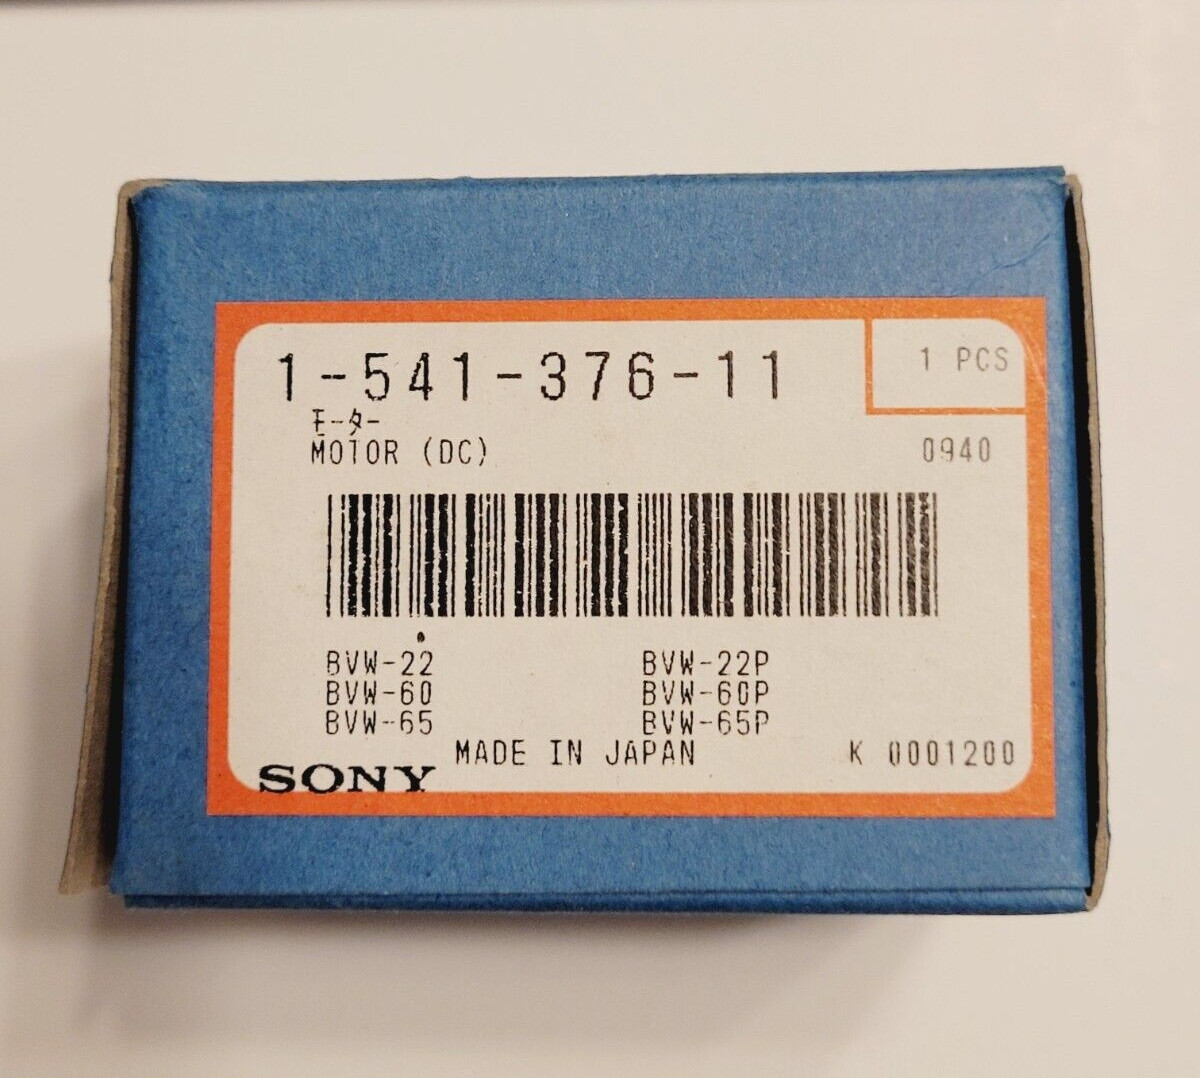 1-541-376-11
1 PCS
モーター
MOTOR (DC)
0940
BVW-22 BVW-22P
BVW-60 BVW-60P
BVW-65 BVW-65P
MADE IN JAPAN K 0001200
SONY